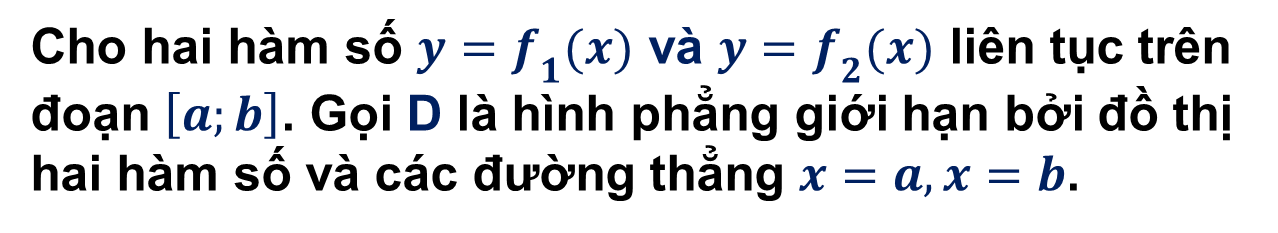 Cho hai hàm số y = f₁(x) và y = f₂(x) liên tục trên
đoạn [a; b]. Gọi D là hình phẳng giới hạn bởi đồ thị
hai hàm số và các đường thẳng x = a, x = b.